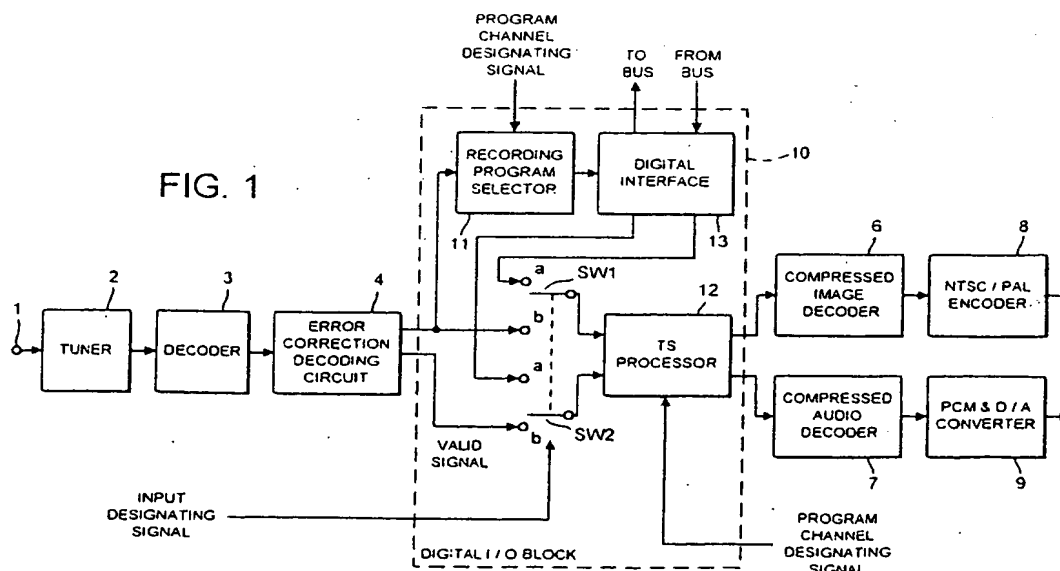 PROGRAM
CHANNEL
DESIGNATING
SIGNAL
TO
BUS
FROM
BUS
FIG. 1
RECORDING
PROGRAM
SELECTOR
DIGITAL
INTERFACE
10
11
13
1
2
3
4
6
8
a
SW1
b
12
TUNER
DECODER
ERROR
CORRECTION
DECODING
CIRCUIT
TS
PROCESSOR
COMPRESSED
IMAGE
DECODER
NTSC / PAL
ENCODER
a
b
SW2
VALID
SIGNAL
COMPRESSED
AUDIO
DECODER
PCM & D / A
CONVERTER
7
9
INPUT
DESIGNATING
SIGNAL
DIGITAL I / O BLOCK
PROGRAM
CHANNEL
DESIGNATING
SIGNAL